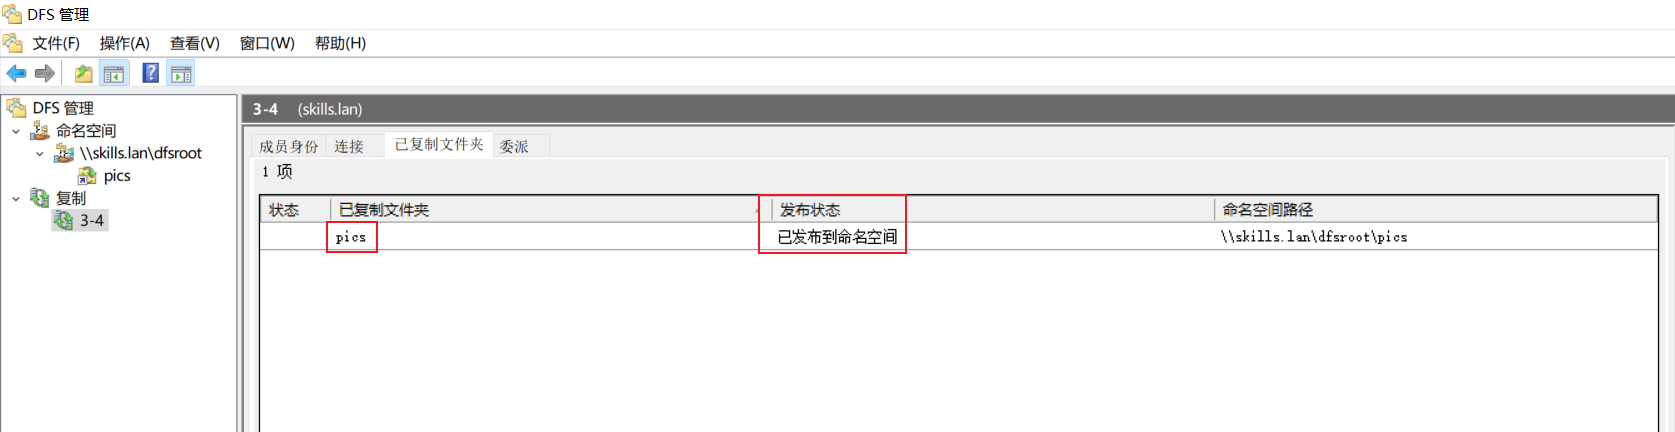 DFS 管理
文件(F) 操作(A) 查看(V) 窗口(W) 帮助(H)
DFS 管理
命名空间
\\skills.lan\dfsroot
pics
复制
3-4
3-4 (skills.lan)
成员身份 连接 已复制文件夹 委派
1 项
状态 已复制文件夹 发布状态 命名空间路径
pics 已发布到命名空间 \\skills.lan\dfsroot\pics